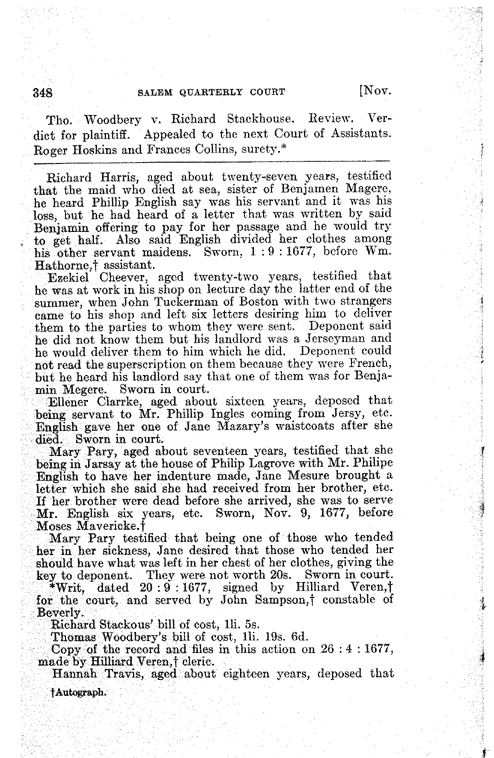 348 SALEM QUARTERLY COURT [Nov.
Tho. Woodbery v. Richard Stackhouse. Review. Ver-
dict for plaintiff. Appealed to the next Court of Assistants.
Roger Hoskins and Frances Collins, surety.*
Richard Harris, aged about twenty-seven years, testified
that the maid who died at sea, sister of Benjamen Magere,
he heard Phillip English say was his servant and it was his
loss, but he had heard of a letter that was written by said
Benjamin offering to pay for her passage and he would try
to get half. Also said English divided her clothes among
his other servant maidens. Sworn, 1 : 9 : 1677, before Wm.
Hathorne,† assistant.
Ezekiel Cheever, aged twenty-two years, testified that
he was at work in his shop on lecture day the latter end of the
summer, when John Tuckerman of Boston with two strangers
came to his shop and left six letters desiring him to deliver
them to the parties to whom they were sent. Deponent said
he did not know them but his landlord was a Jerseyman and
he would deliver them to him which he did. Deponent could
not read the superscription on them because they were French,
but he heard his landlord say that one of them was for Benja-
min Megere. Sworn in court.
Ellener Clarrke, aged about sixteen years, deposed that
being servant to Mr. Phillip Ingles coming from Jersy, etc.
English gave her one of Jane Mazary's waistcoats after she
died. Sworn in court.
Mary Pary, aged about seventeen years, testified that she
being in Jarsay at the house of Philip Lagrove with Mr. Philipe
English to have her indenture made, Jane Mesure brought a
letter which she said she had received from her brother, etc.
If her brother were dead before she arrived, she was to serve
Mr. English six years, etc. Sworn, Nov. 9, 1677, before
Moses Mavericke.†
Mary Pary testified that being one of those who tended
her in her sickness, Jane desired that those who tended her
should have what was left in her chest of her clothes, giving the
key to deponent. They were not worth 20s. Sworn in court.
*Writ, dated 20 : 9 : 1677, signed by Hilliard Veren,†
for the court, and served by John Sampson,† constable of
Beverly.
Richard Stackous' bill of cost, 1li. 5s.
Thomas Woodbery's bill of cost, 1li. 19s. 6d.
Copy of the record and files in this action on 26 : 4 : 1677,
made by Hilliard Veren,† cleric.
Hannah Travis, aged about eighteen years, deposed that
†Autograph.